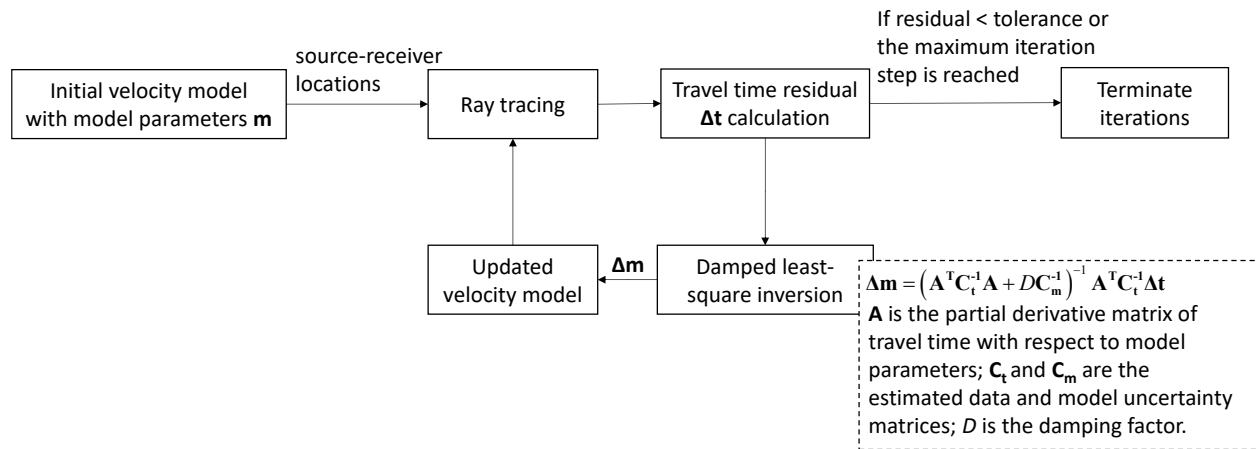 Initial velocity model
with model parameters m
source-receiver
locations
Ray tracing
Travel time residual
Δt calculation
If residual < tolerance or
the maximum iteration
step is reached
Terminate
iterations
Updated
velocity model
Δm
Damped least-
square inversion
Δm = (AᵀCₜ⁻¹A + DCₘ⁻¹)⁻¹ AᵀCₜ⁻¹Δt
A is the partial derivative matrix of
travel time with respect to model
parameters; Cₜ and Cₘ are the
estimated data and model uncertainty
matrices; D is the damping factor.